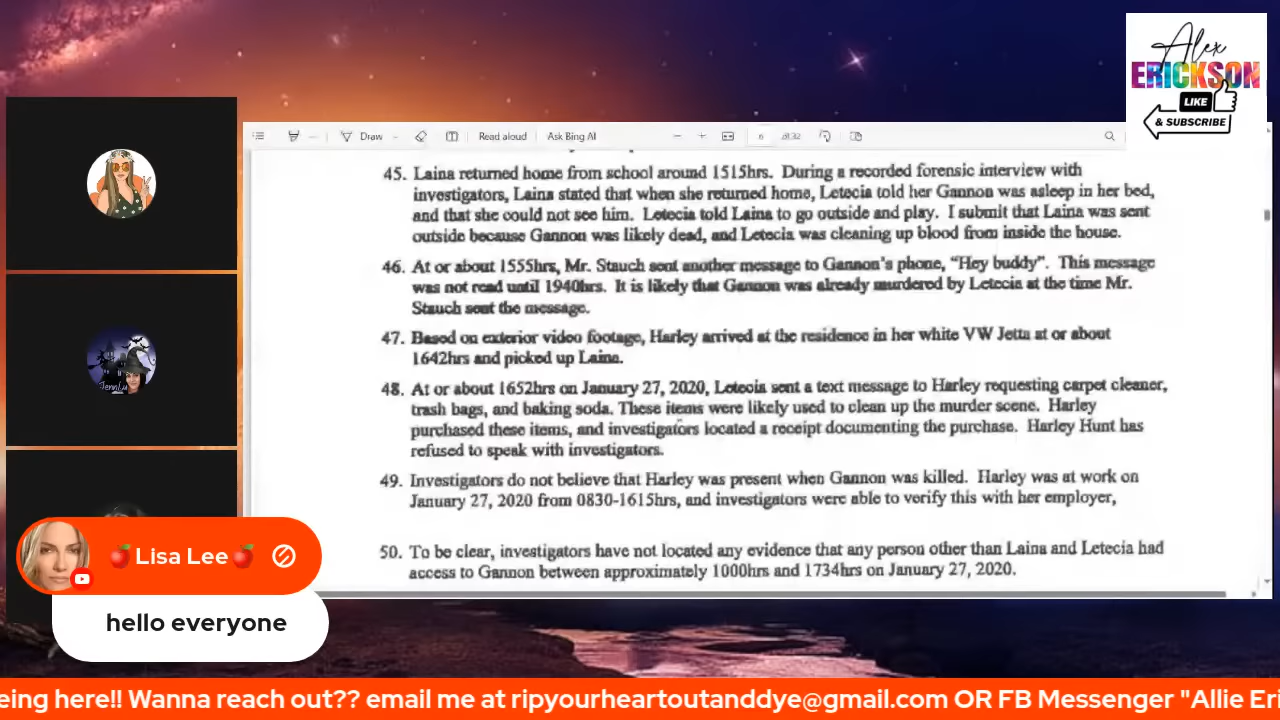 Alex
ERICKSON
LIKE
& SUBSCRIBE
Draw
Read aloud
Ask Bing AI
6
of 132
45. Laina returned home from school around 1515hrs. During a recorded forensic interview with
investigators, Laina stated that when she returned home, Letecia told her Gannon was asleep in her bed,
and that she could not see him. Letecia told Laina to go outside and play. I submit that Laina was sent
outside because Gannon was likely dead, and Letecia was cleaning up blood from inside the house.
46. At or about 1555hrs, Mr. Stauch sent another message to Gannon's phone, "Hey buddy". This message
was not read until 1940hrs. It is likely that Gannon was already murdered by Letecia at the time Mr.
Stauch sent the message.
47. Based on exterior video footage, Harley arrived at the residence in her white VW Jetta at or about
1642hrs and picked up Laina.
48. At or about 1652hrs on January 27, 2020, Letecia sent a text message to Harley requesting carpet cleaner,
trash bags, and baking soda. These items were likely used to clean up the murder scene. Harley
purchased these items, and investigators located a receipt documenting the purchase. Harley Hunt has
refused to speak with investigators.
49. Investigators do not believe that Harley was present when Gannon was killed. Harley was at work on
January 27, 2020 from 0830-1615hrs, and investigators were able to verify this with her employer,
50. To be clear, investigators have not located any evidence that any person other than Laina and Letecia had
access to Gannon between approximately 1000hrs and 1734hrs on January 27, 2020.
🍎Lisa Lee🍎
hello everyone
eing here!! Wanna reach out?? email me at ripyourheartoutanddye@gmail.com OR FB Messenger "Allie Eri